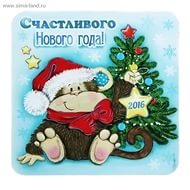 © www.sima-land.ru
Счастливого
Нового года!
2016